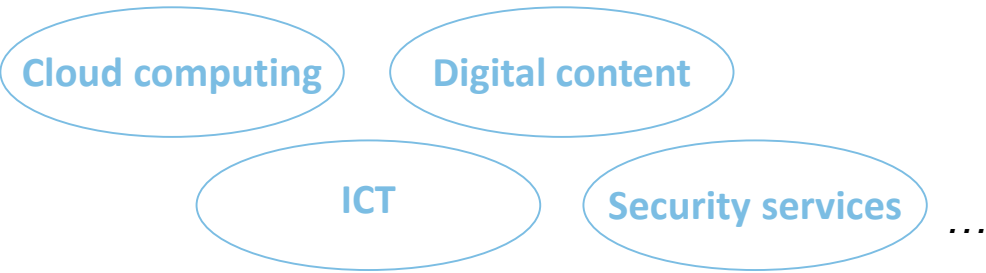 Cloud computing
Digital content
ICT
Security services
...